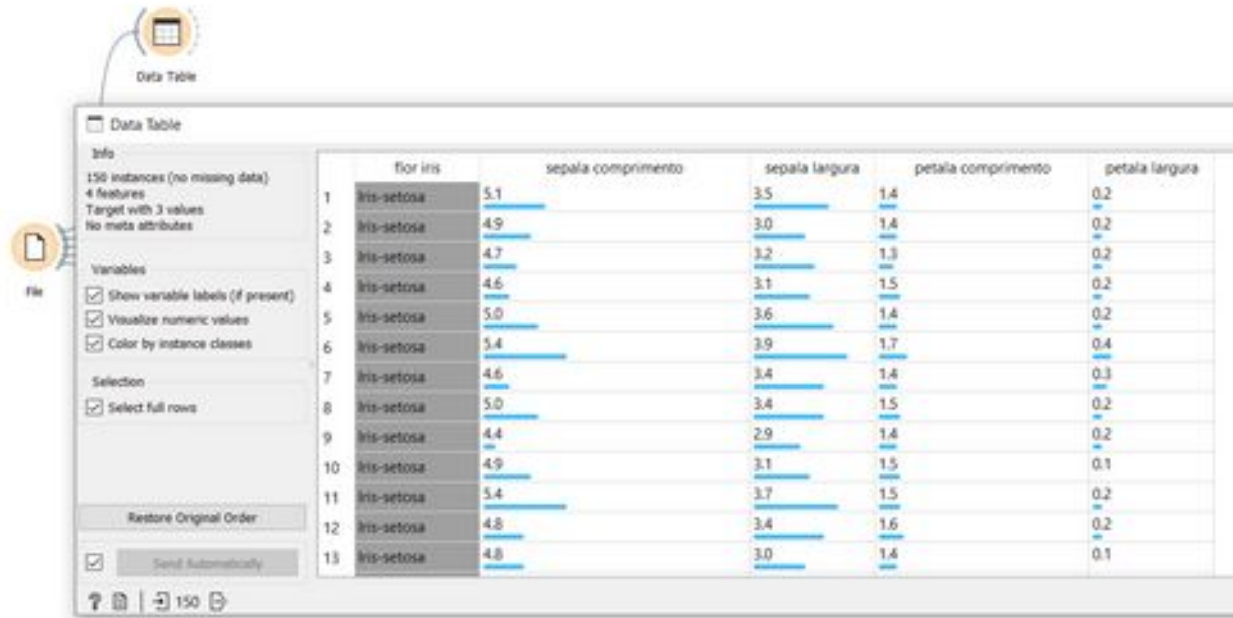 Data Table
File
Data Table
Info
150 instances (no missing data)
4 features
Target with 3 values
No meta attributes
Variables
Show variable labels (if present)
Visualize numeric values
Color by instance classes
Selection
Select full rows
Restore Original Order
Send Automatically
? 150
flor iris sepala comprimento sepala largura petala comprimento petala largura
1 Iris-setosa 5.1 3.5 1.4 0.2
2 Iris-setosa 4.9 3.0 1.4 0.2
3 Iris-setosa 4.7 3.2 1.3 0.2
4 Iris-setosa 4.6 3.1 1.5 0.2
5 Iris-setosa 5.0 3.6 1.4 0.2
6 Iris-setosa 5.4 3.9 1.7 0.4
7 Iris-setosa 4.6 3.4 1.4 0.3
8 Iris-setosa 5.0 3.4 1.5 0.2
9 Iris-setosa 4.4 2.9 1.4 0.2
10 Iris-setosa 4.9 3.1 1.5 0.1
11 Iris-setosa 5.4 3.7 1.5 0.2
12 Iris-setosa 4.8 3.4 1.6 0.2
13 Iris-setosa 4.8 3.0 1.4 0.1